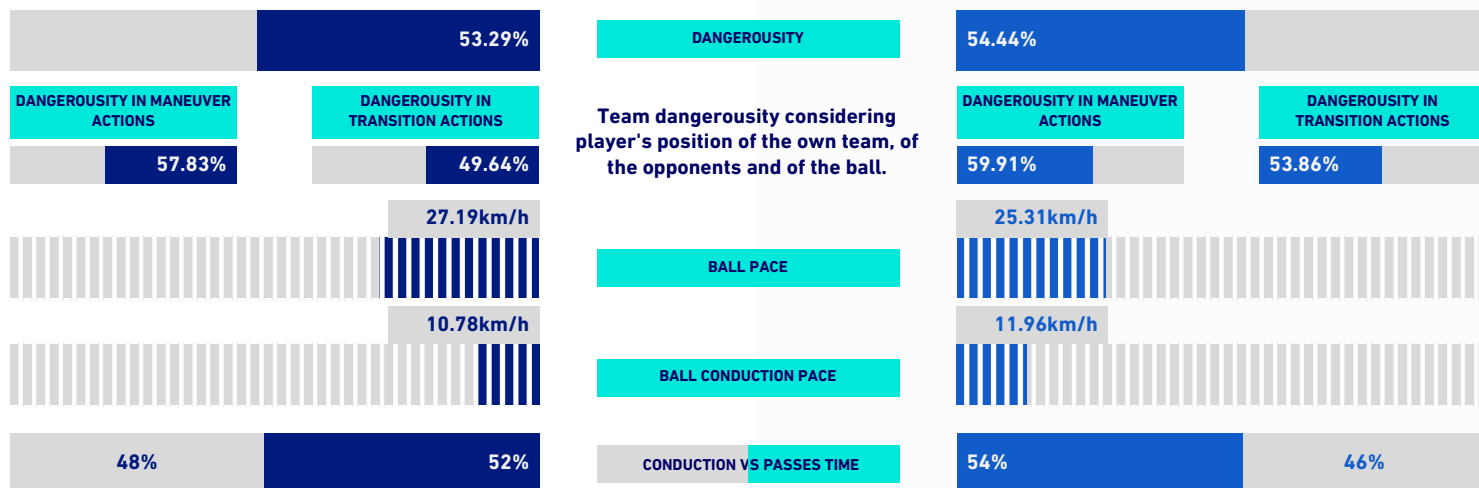 53.29%
DANGEROUSITY
54.44%
DANGEROUSITY IN MANEUVER
ACTIONS
DANGEROUSITY IN
TRANSITION ACTIONS
57.83%
49.64%
Team dangerousity considering
player's position of the own team, of
the opponents and of the ball.
DANGEROUSITY IN MANEUVER
ACTIONS
DANGEROUSITY IN
TRANSITION ACTIONS
59.91%
53.86%
27.19km/h
BALL PACE
25.31km/h
10.78km/h
BALL CONDUCTION PACE
11.96km/h
48%
52%
CONDUCTION VS PASSES TIME
54%
46%